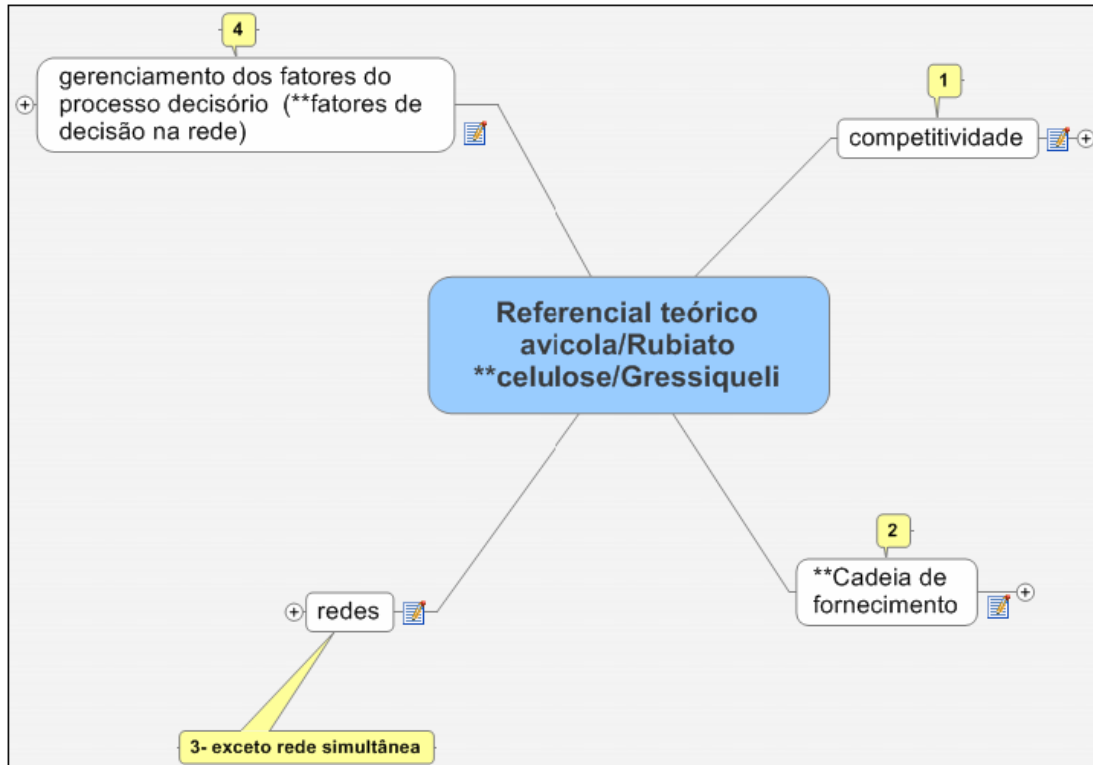 4
gerenciamento dos fatores do
processo decisório (**fatores de
decisão na rede)
1
competitividade
Referencial teórico
avicola/Rubiato
**celulose/Gressiqueli
2
**Cadeia de
fornecimento
redes
3- exceto rede simultânea